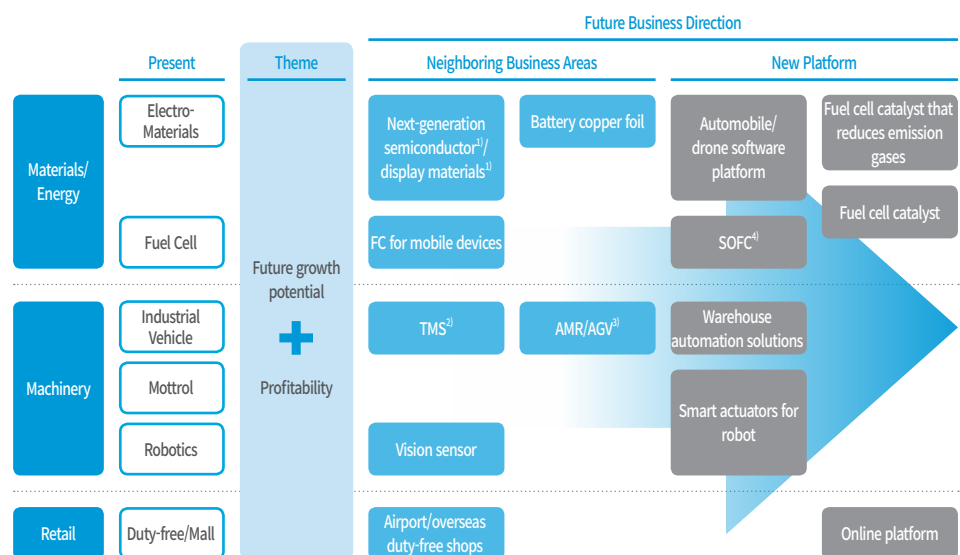 Future Business Direction
Present
Theme
Neighboring Business Areas
New Platform
Materials/
Energy
Electro-
Materials
Next-generation
semiconductor1)/
display materials1)
Battery copper foil
Automobile/
drone software
platform
Fuel cell catalyst that
reduces emission
gases
Fuel cell catalyst
Fuel Cell
FC for mobile devices
SOFC4)
Future growth
potential
+
Profitability
Machinery
Industrial
Vehicle
TMS2)
AMR/AGV3)
Warehouse
automation solutions
Mottrol
Smart actuators for
robot
Robotics
Vision sensor
Retail
Duty-free/Mall
Airport/overseas
duty-free shops
Online platform